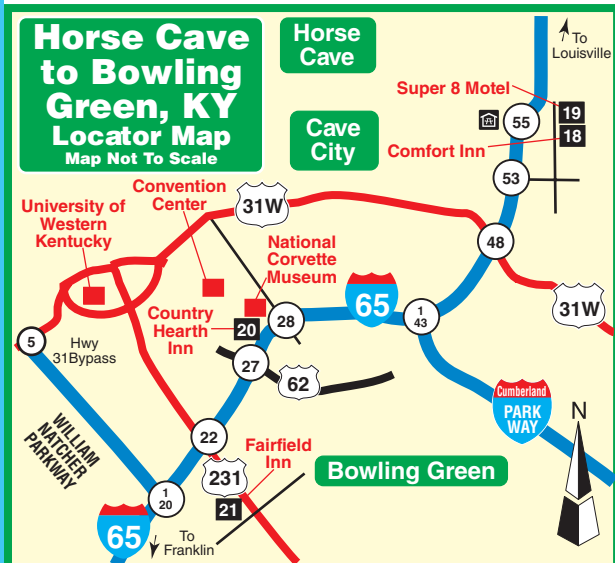 Horse Cave
to Bowling
Green, KY
Locator Map
Map Not To Scale
Horse
Cave
To
Louisville
Super 8 Motel
19
55
18
Cave
City
Comfort Inn
53
Convention
Center
University of
Western
Kentucky
31W
48
National
Corvette
Museum
65
31W
Country
Hearth
Inn
20
28
1
43
5
Hwy
31Bypass
27
62
Cumberland
PARK
WAY
N
WILLIAM
NATCHER
PARKWAY
22
Fairfield
Inn
231
Bowling Green
1
20
21
65
To
Franklin